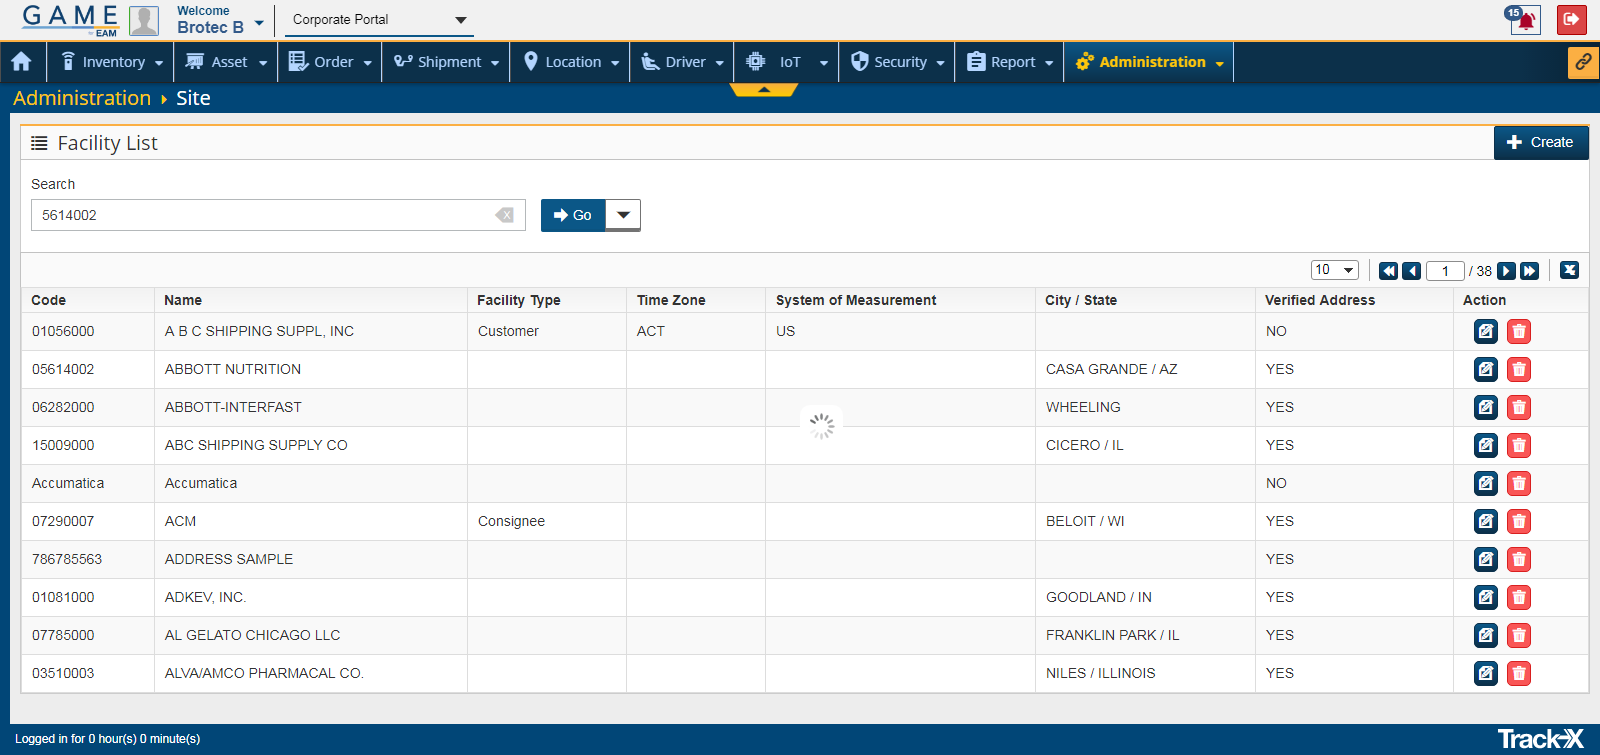 GAME
by EAM
Welcome
Brotec B
Corporate Portal
15
Inventory
Asset
Order
Shipment
Location
Driver
IoT
Security
Report
Administration
Administration
Site
Facility List
Create
Search
5614002
X
Go
10
1
/ 38
Code Name Facility Type Time Zone System of Measurement City / State Verified Address Action
01056000 A B C SHIPPING SUPPL, INC Customer ACT US NO
05614002 ABBOTT NUTRITION CASA GRANDE / AZ YES
06282000 ABBOTT-INTERFAST WHEELING YES
15009000 ABC SHIPPING SUPPLY CO CICERO / IL YES
Accumatica Accumatica NO
07290007 ACM Consignee BELOIT / WI YES
786785563 ADDRESS SAMPLE YES
01081000 ADKEV, INC. GOODLAND / IN YES
07785000 AL GELATO CHICAGO LLC FRANKLIN PARK / IL YES
03510003 ALVA/AMCO PHARMACAL CO. NILES / ILLINOIS YES
Logged in for 0 hour(s) 0 minute(s)
Track-X